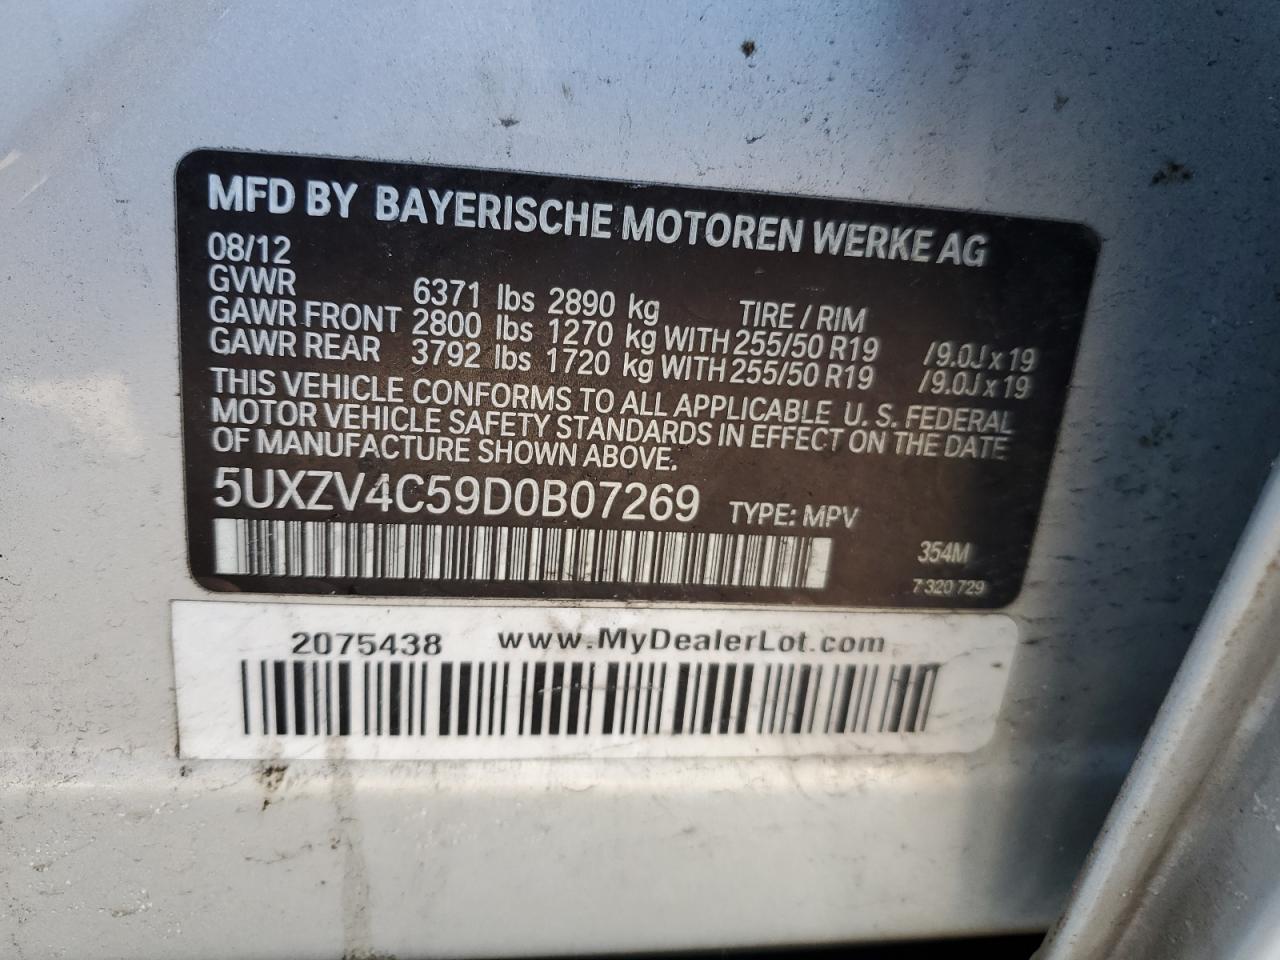 MFD BY BAYERISCHE MOTOREN WERKE AG
08/12
GVWR 6371 lbs 2890 kg TIRE / RIM
GAWR FRONT 2800 lbs 1270 kg WITH 255/50 R19 /9.0J x 19
GAWR REAR 3792 lbs 1720 kg WITH 255/50 R19 /9.0J x 19
THIS VEHICLE CONFORMS TO ALL APPLICABLE U. S. FEDERAL
MOTOR VEHICLE SAFETY STANDARDS IN EFFECT ON THE DATE
OF MANUFACTURE SHOWN ABOVE.
5UXZV4C59D0B07269 TYPE: MPV
354M
7 320 729
2075438 www.MyDealerLot.com